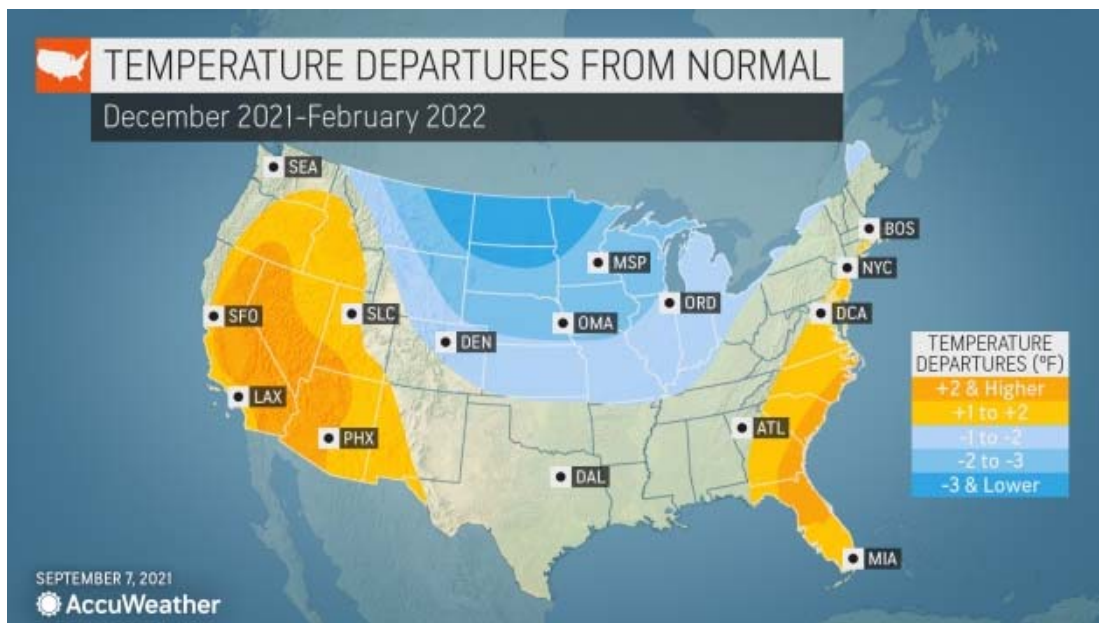 TEMPERATURE DEPARTURES FROM NORMAL
December 2021-February 2022
SEA
BOS
MSP
NYC
ORD
SFO
SLC
OMA
DCA
DEN
LAX
PHX
ATL
DAL
MIA
TEMPERATURE
DEPARTURES (°F)
+2 & Higher
+1 to +2
-1 to -2
-2 to -3
-3 & Lower
SEPTEMBER 7, 2021
AccuWeather